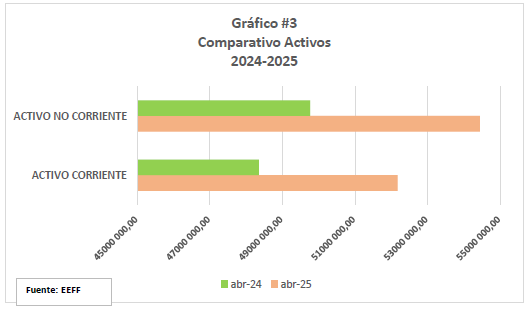 Gráfico #3
Comparativo Activos
2024-2025
ACTIVO NO CORRIENTE
ACTIVO CORRIENTE
45000 000,00
47000 000,00
49000 000,00
51000 000,00
53000 000,00
55000 000,00
abr-24
abr-25
Fuente: EEFF